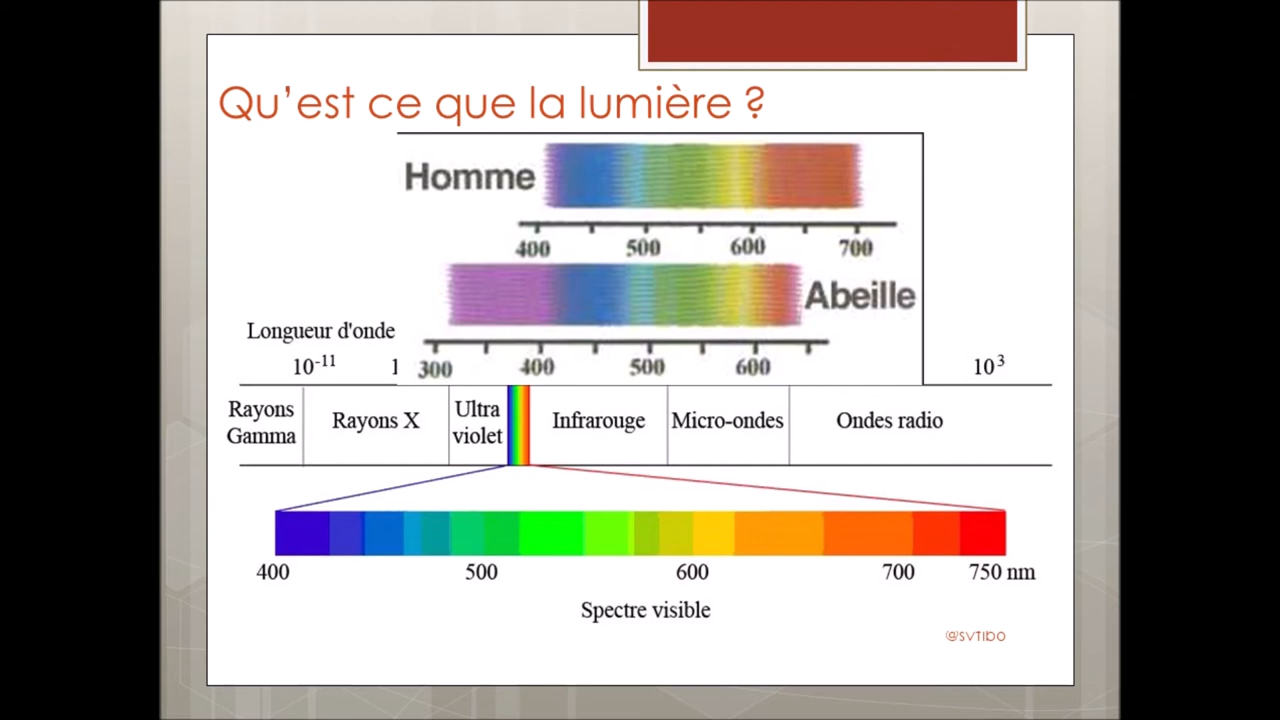 Qu’est ce que la lumière ?
Homme
400 500 600 700
Abeille
300 400 500 600
Longueur d'onde
10-11 1 10 3
Rayons Gamma
Rayons X
Ultra violet
Infrarouge
Micro-ondes
Ondes radio
400 500 600 700 750 nm
Spectre visible
@svtibo